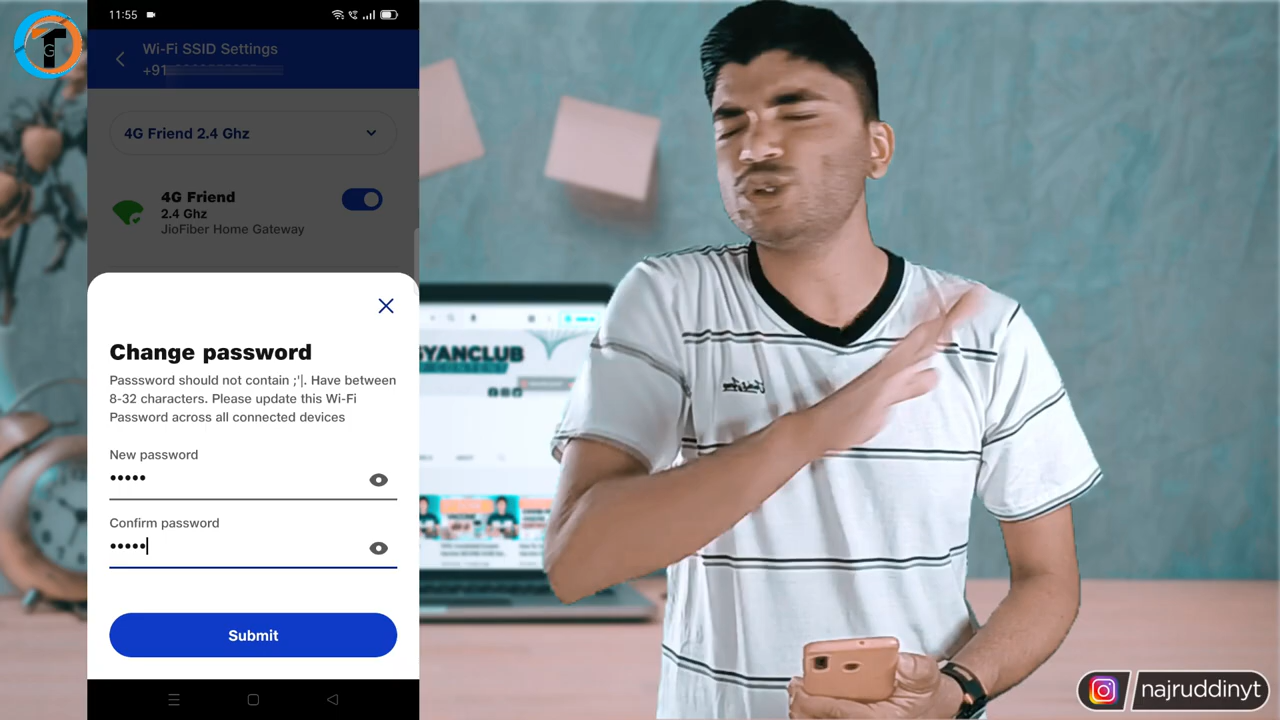 11:55
Wi-Fi SSID Settings
+91
4G Friend 2.4 Ghz
4G Friend
2.4 Ghz
JioFiber Home Gateway
Change password
Passsword should not contain ;'|. Have between
8-32 characters. Please update this Wi-Fi
Password across all connected devices
New password
•••••
Confirm password
•••••
Submit
TG
GYANCLUB
najruddinyt